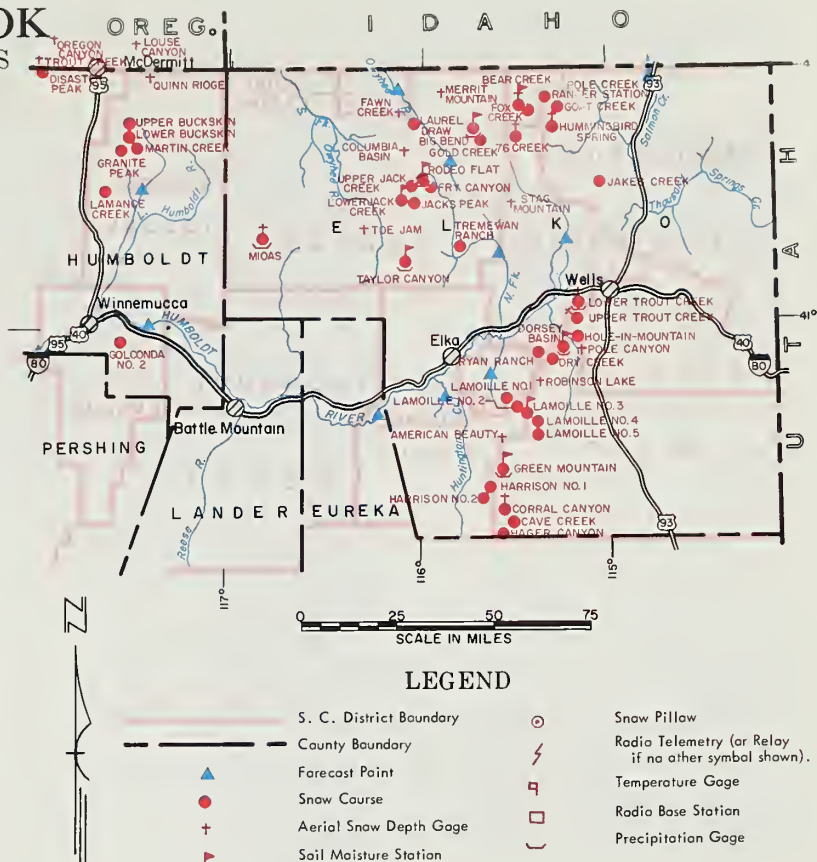 OOK
S
OREG.
IDAHO
OREGON
CANYON
LOUSE
CANYON
TROUT CREEK
McDermitt
DISASTER
PEAK
95
QUINN RIDGE
UPPER BUCKSKIN
LOWER BUCKSKIN
MARTIN CREEK
GRANITE
PEAK
LAMANCE
CREEK
L. Humboldt R.
HUMBOLDT
Winnemucca
HUMBOLDT
95
40
80
GOLCONDA
NO. 2
PERSHING
Battle Mountain
RIVER
Reese R.
LANDER
EUREKA
Owyhee R.
S. Fk. Owyhee R.
FAWN
CREEK
MERRIT
MOUNTAIN
BEAR CREEK
POLE CREEK
RANGER STATION
FOX
CREEK
GOAT CREEK
93
Salmon Cr.
LAUREL
DRAW
BIG BEND
GOLD CREEK
76 CREEK
HUMMINGBIRD
SPRING
COLUMBIA
BASIN
RODEO FLAT
UPPER JACK
CREEK
FRY CANYON
LOWER JACK
CREEK
JACKS PEAK
STAG
MOUNTAIN
JAKES CREEK
Thousand Springs Cr.
MIDAS
TOE JAM
TREMEWAN
RANCH
TAYLOR CANYON
ELKO
N. Fk.
Wells
LOWER TROUT CREEK
UPPER TROUT CREEK
41°
DORSEY
BASIN
HOLE-IN-MOUNTAIN
POLE CANYON
Elka
RYAN RANCH
DRY CREEK
40
80
ROBINSON LAKE
LAMOILLE NO.1
LAMOILLE NO. 2
LAMOILLE NO. 3
LAMOILLE NO. 4
LAMOILLE NO. 5
AMERICAN BEAUTY
Huntington Cr.
GREEN MOUNTAIN
HARRISON NO. 1
HARRISON NO. 2
CORRAL CANYON
CAVE CREEK
HAGER CANYON
93
UTAH
117°
116°
115°
0 25 50 75
SCALE IN MILES
N
LEGEND
S. C. District Boundary
County Boundary
Forecast Point
Snow Course
Aerial Snow Depth Gage
Soil Moisture Station
Snow Pillow
Radio Telemetry (or Relay
if no other symbol shown).
Temperature Gage
Radio Base Station
Precipitation Gage